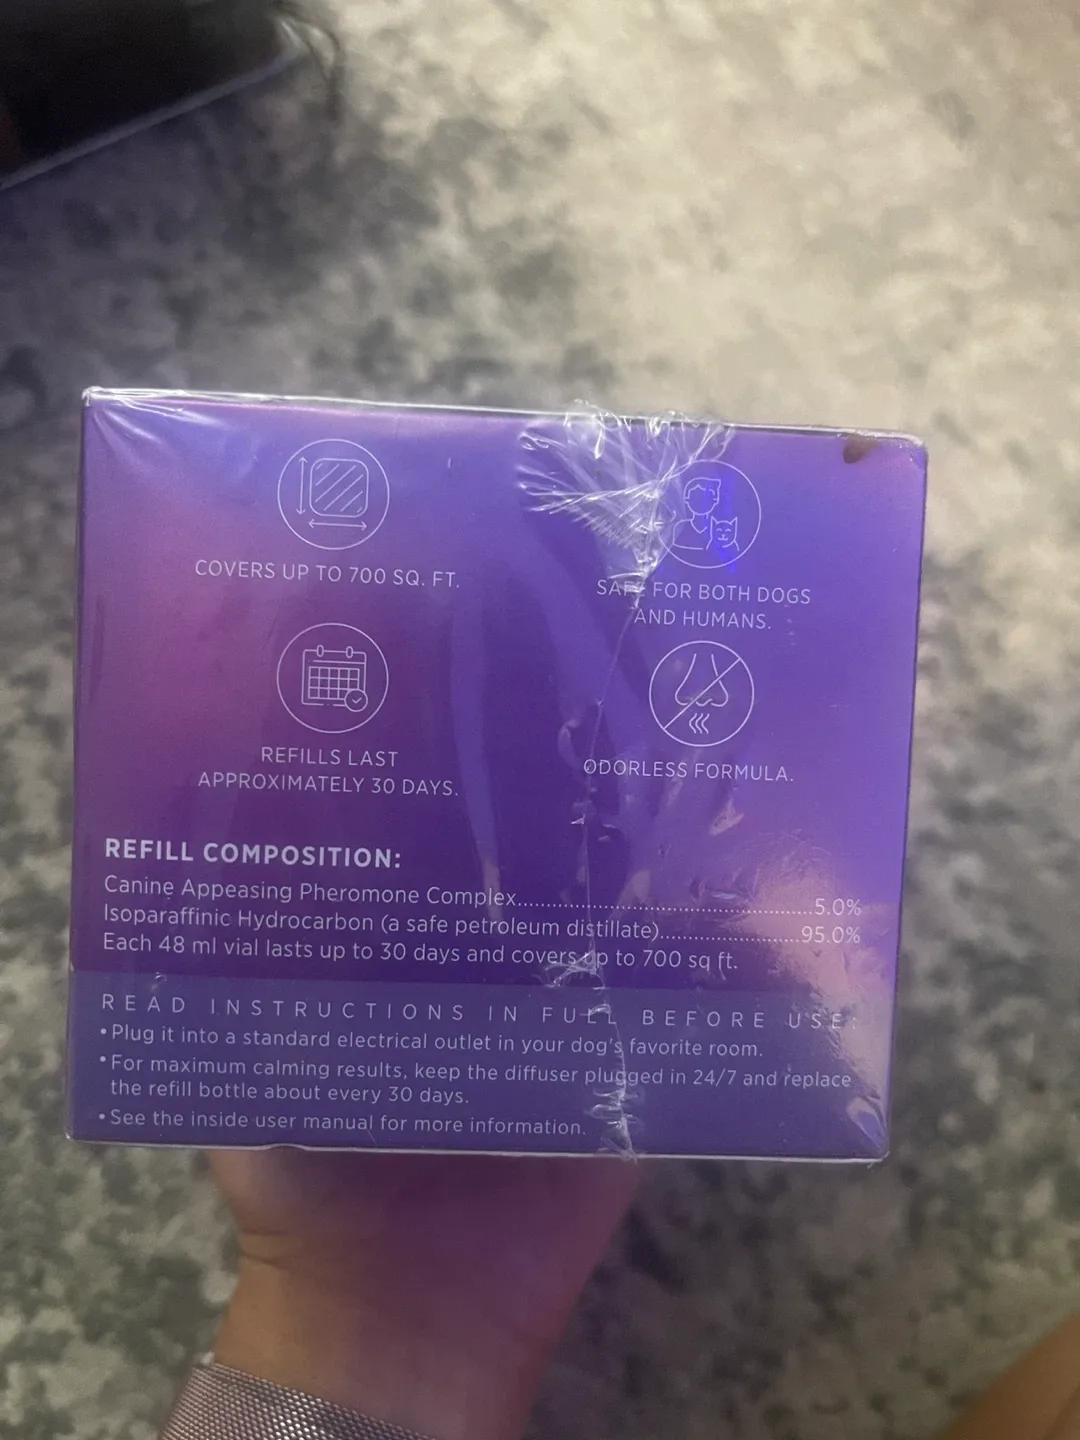 COVERS UP TO 700 SQ. FT.
SAFE FOR BOTH DOGS
AND HUMANS.
REFILLS LAST
APPROXIMATELY 30 DAYS.
ODORLESS FORMULA.
REFILL COMPOSITION:
Canine Appeasing Pheromone Complex.......................................5.0%
Isoparaffinic Hydrocarbon (a safe petroleum distillate)....................95.0%
Each 48 ml vial lasts up to 30 days and covers up to 700 sq ft.
READ INSTRUCTIONS IN FULL BEFORE USE:
• Plug it into a standard electrical outlet in your dog's favorite room.
• For maximum calming results, keep the diffuser plugged in 24/7 and replace
the refill bottle about every 30 days.
• See the inside user manual for more information.